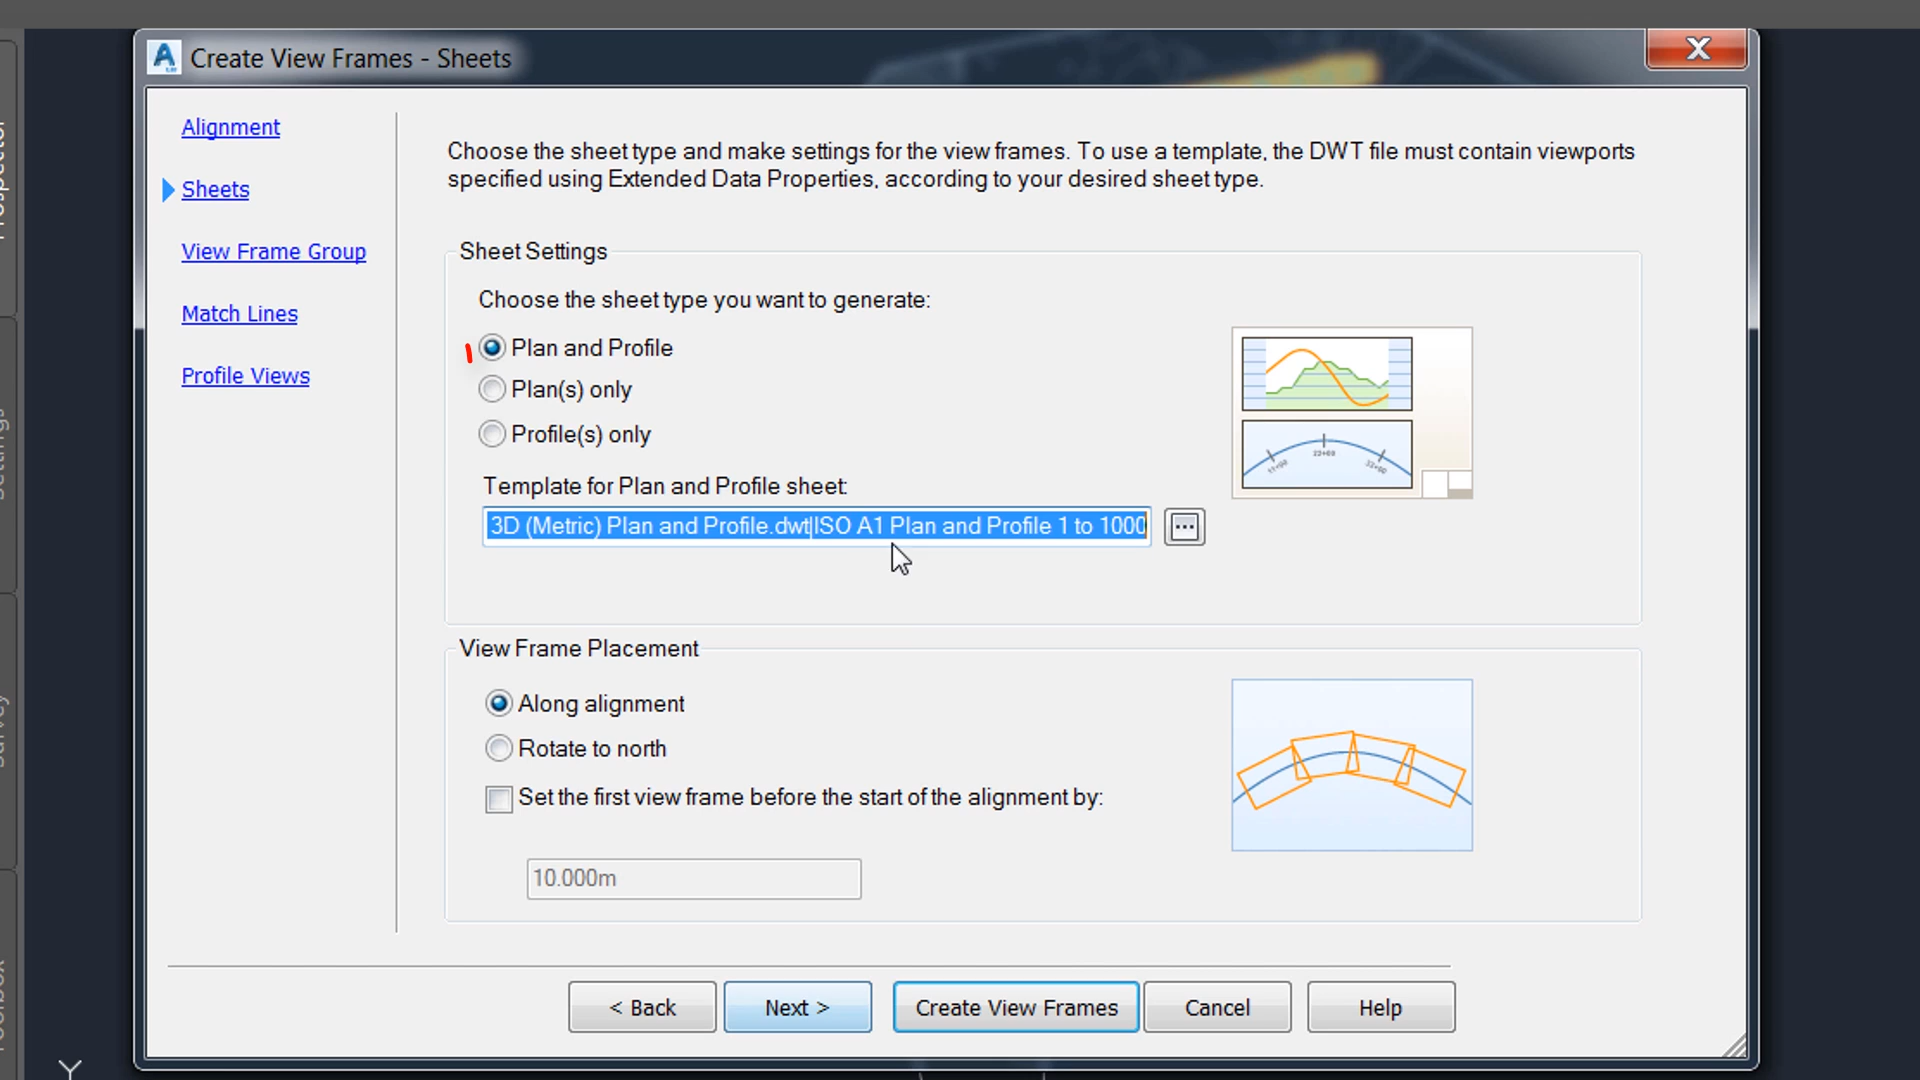 Create View Frames - Sheets
Alignment
Sheets
View Frame Group
Match Lines
Profile Views
Choose the sheet type and make settings for the view frames. To use a template, the DWT file must contain viewports
specified using Extended Data Properties, according to your desired sheet type.
Sheet Settings
Choose the sheet type you want to generate:
Plan and Profile
Plan(s) only
Profile(s) only
Template for Plan and Profile sheet:
3D (Metric) Plan and Profile.dwt|ISO A1 Plan and Profile 1 to 1000
...
View Frame Placement
Along alignment
Rotate to north
Set the first view frame before the start of the alignment by:
10.000m
< Back
Next >
Create View Frames
Cancel
Help
Y